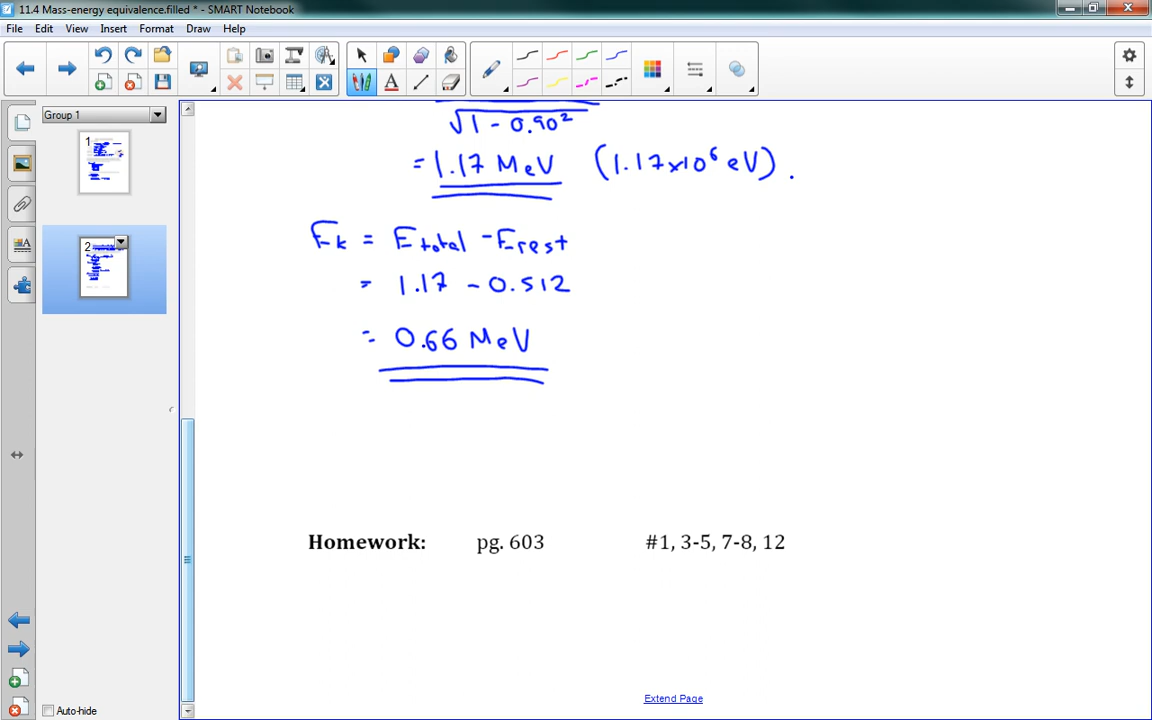 11.4 Mass-energy equivalence.filled * - SMART Notebook
File Edit View Insert Format Draw Help
Group 1
1
2
√1 - 0.90²
= 1.17 MeV (1.17×10⁶ eV).
Ek = Etotal - Erest
= 1.17 - 0.512
= 0.66 MeV
Homework: pg. 603 #1, 3-5, 7-8, 12
Extend Page
Auto-hide